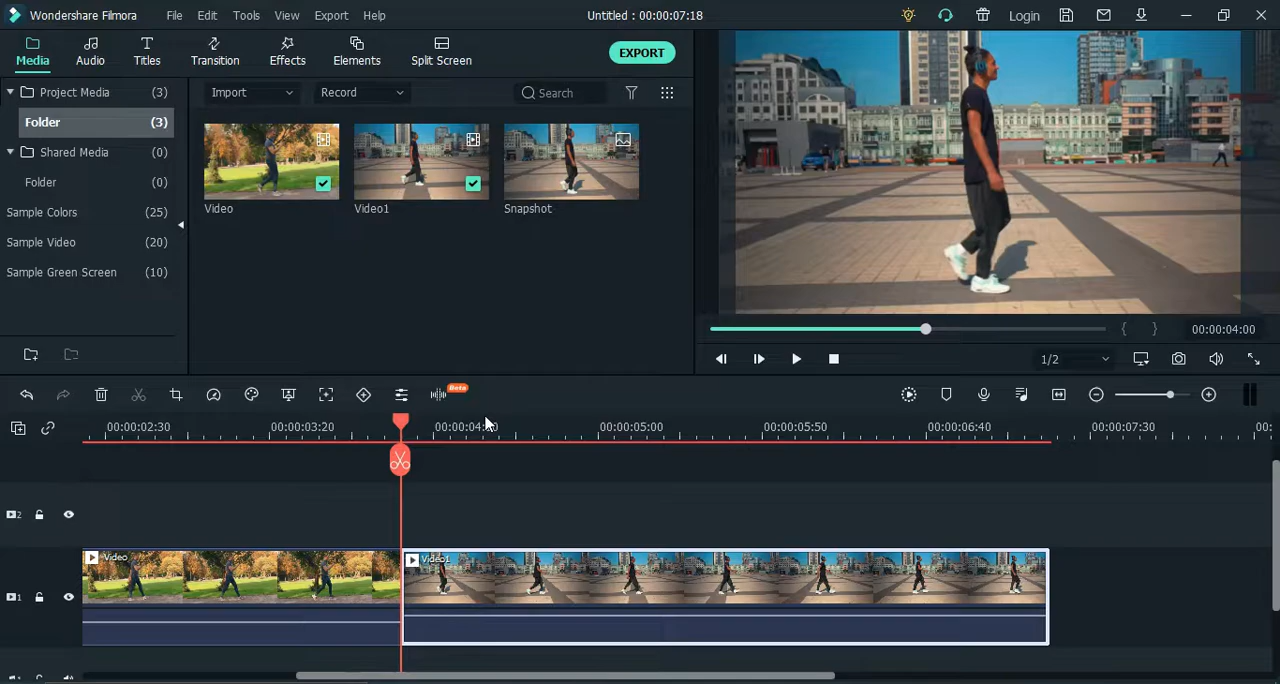 Wondershare Filmora File Edit Tools View Export Help Untitled : 00:00:07:18 Login
Media Audio Titles Transition Effects Elements Split Screen EXPORT
Project Media (3)
Folder (3)
Shared Media (0)
Folder (0)
Sample Colors (25)
Sample Video (20)
Sample Green Screen (10)
Import Record Search
Video Video1 Snapshot
00:00:04:00
1/2
Beta
00:00:02:30 00:00:03:20 00:00:05:00 00:00:05:50 00:00:06:40 00:00:07:30 00:
2
Video Video1
1